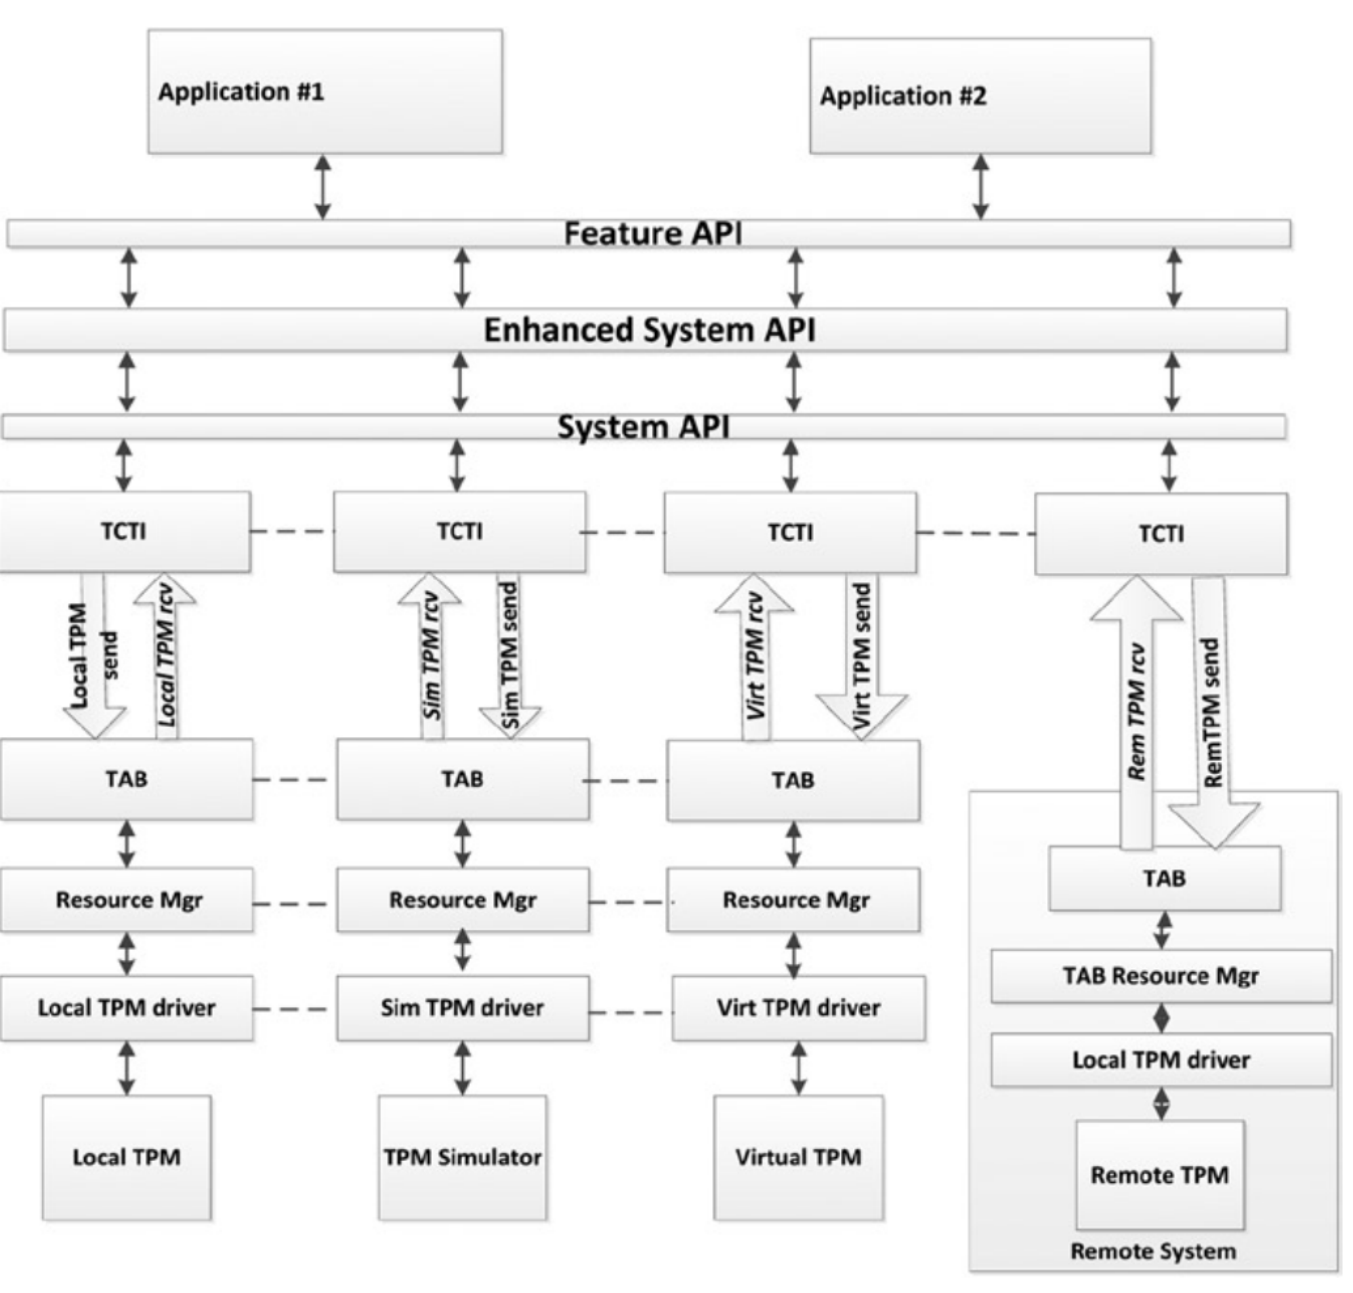 Application #1
Application #2
Feature API
Enhanced System API
System API
TCTI
TCTI
TCTI
TCTI
Local TPM
send
Local TPM rcv
Sim TPM rcv
Sim TPM send
Virt TPM rcv
Virt TPM send
Rem TPM rcv
RemTPM send
TAB
TAB
TAB
TAB
Resource Mgr
Resource Mgr
Resource Mgr
TAB Resource Mgr
Local TPM driver
Sim TPM driver
Virt TPM driver
Local TPM driver
Local TPM
TPM Simulator
Virtual TPM
Remote TPM
Remote System